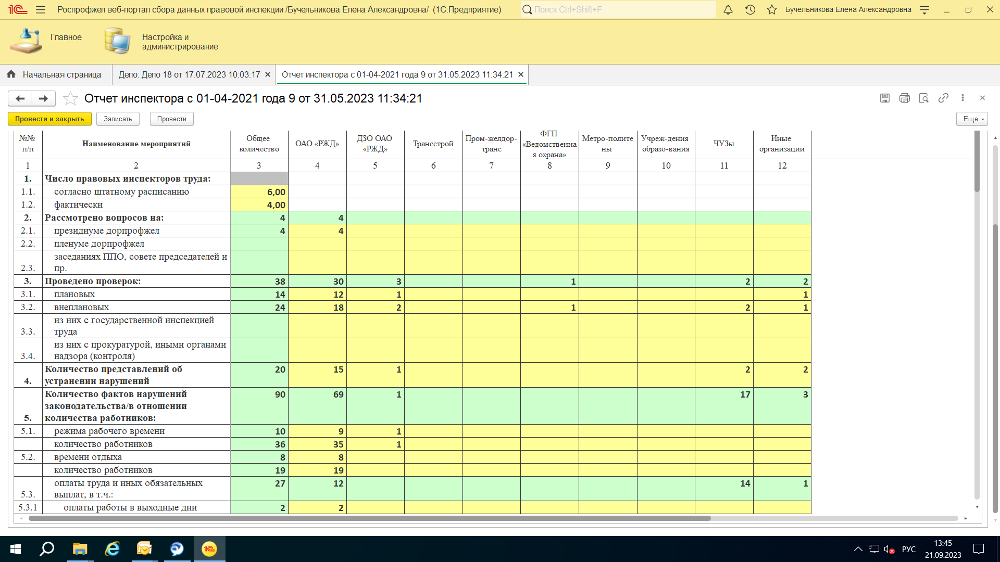 Роспрофжел веб-портал сбора данных правовой инспекции /Бучельникова Елена Александровна/ (1С:Предприятие)
Поиск Ctrl+Shift+F
Бучельникова Елена Александровна
Главное
Настройка и
администрирование
Начальная страница
Дело: Дело 18 от 17.07.2023 10:03:17 ×
Отчет инспектора с 01-04-2021 года 9 от 31.05.2023 11:34:21 ×
Отчет инспектора с 01-04-2021 года 9 от 31.05.2023 11:34:21
Провести и закрыть Записать Провести Еще
№№ п/п Наименование мероприятий Общее количество ОАО «РЖД» ДЗО ОАО «РЖД» Трансстрой Пром-желдор-транс ФГП «Ведомственная охрана» Метро-политены Учреж-дения образо-вания ЧУЗы Иные организации
1 2 3 4 5 6 7 8 9 10 11 12
1. Число правовых инспекторов труда:
1.1. согласно штатному расписанию 6,00
1.2. фактически 4,00
2. Рассмотрено вопросов на: 4 4
2.1. президиуме дорпрофжел 4 4
2.2. пленуме дорпрофжел
заседаниях ППО, совете председателей и
2.3. пр.
3. Проведено проверок: 38 30 3 1 2 2
3.1. плановых 14 12 1 1
3.2. внеплановых 24 18 2 1 2 1
из них с государственной инспекцией
3.3. труда
из них с прокуратурой, иными органами
3.4. надзора (контроля)
Количество представлений об 20 15 1 2 2
4. устранении нарушений
Количество фактов нарушений 90 69 1 17 3
законодательства/в отношении
5. количества работников:
5.1. режима рабочего времени 10 9 1
количество работников 36 35 1
5.2. времени отдыха 8 8
количество работников 19 19
оплаты труда и иных обязательных 27 12 14 1
5.3. выплат, в т.ч.:
5.3.1 оплаты работы в выходные дни 2 2
РУС
13:45
21.09.2023